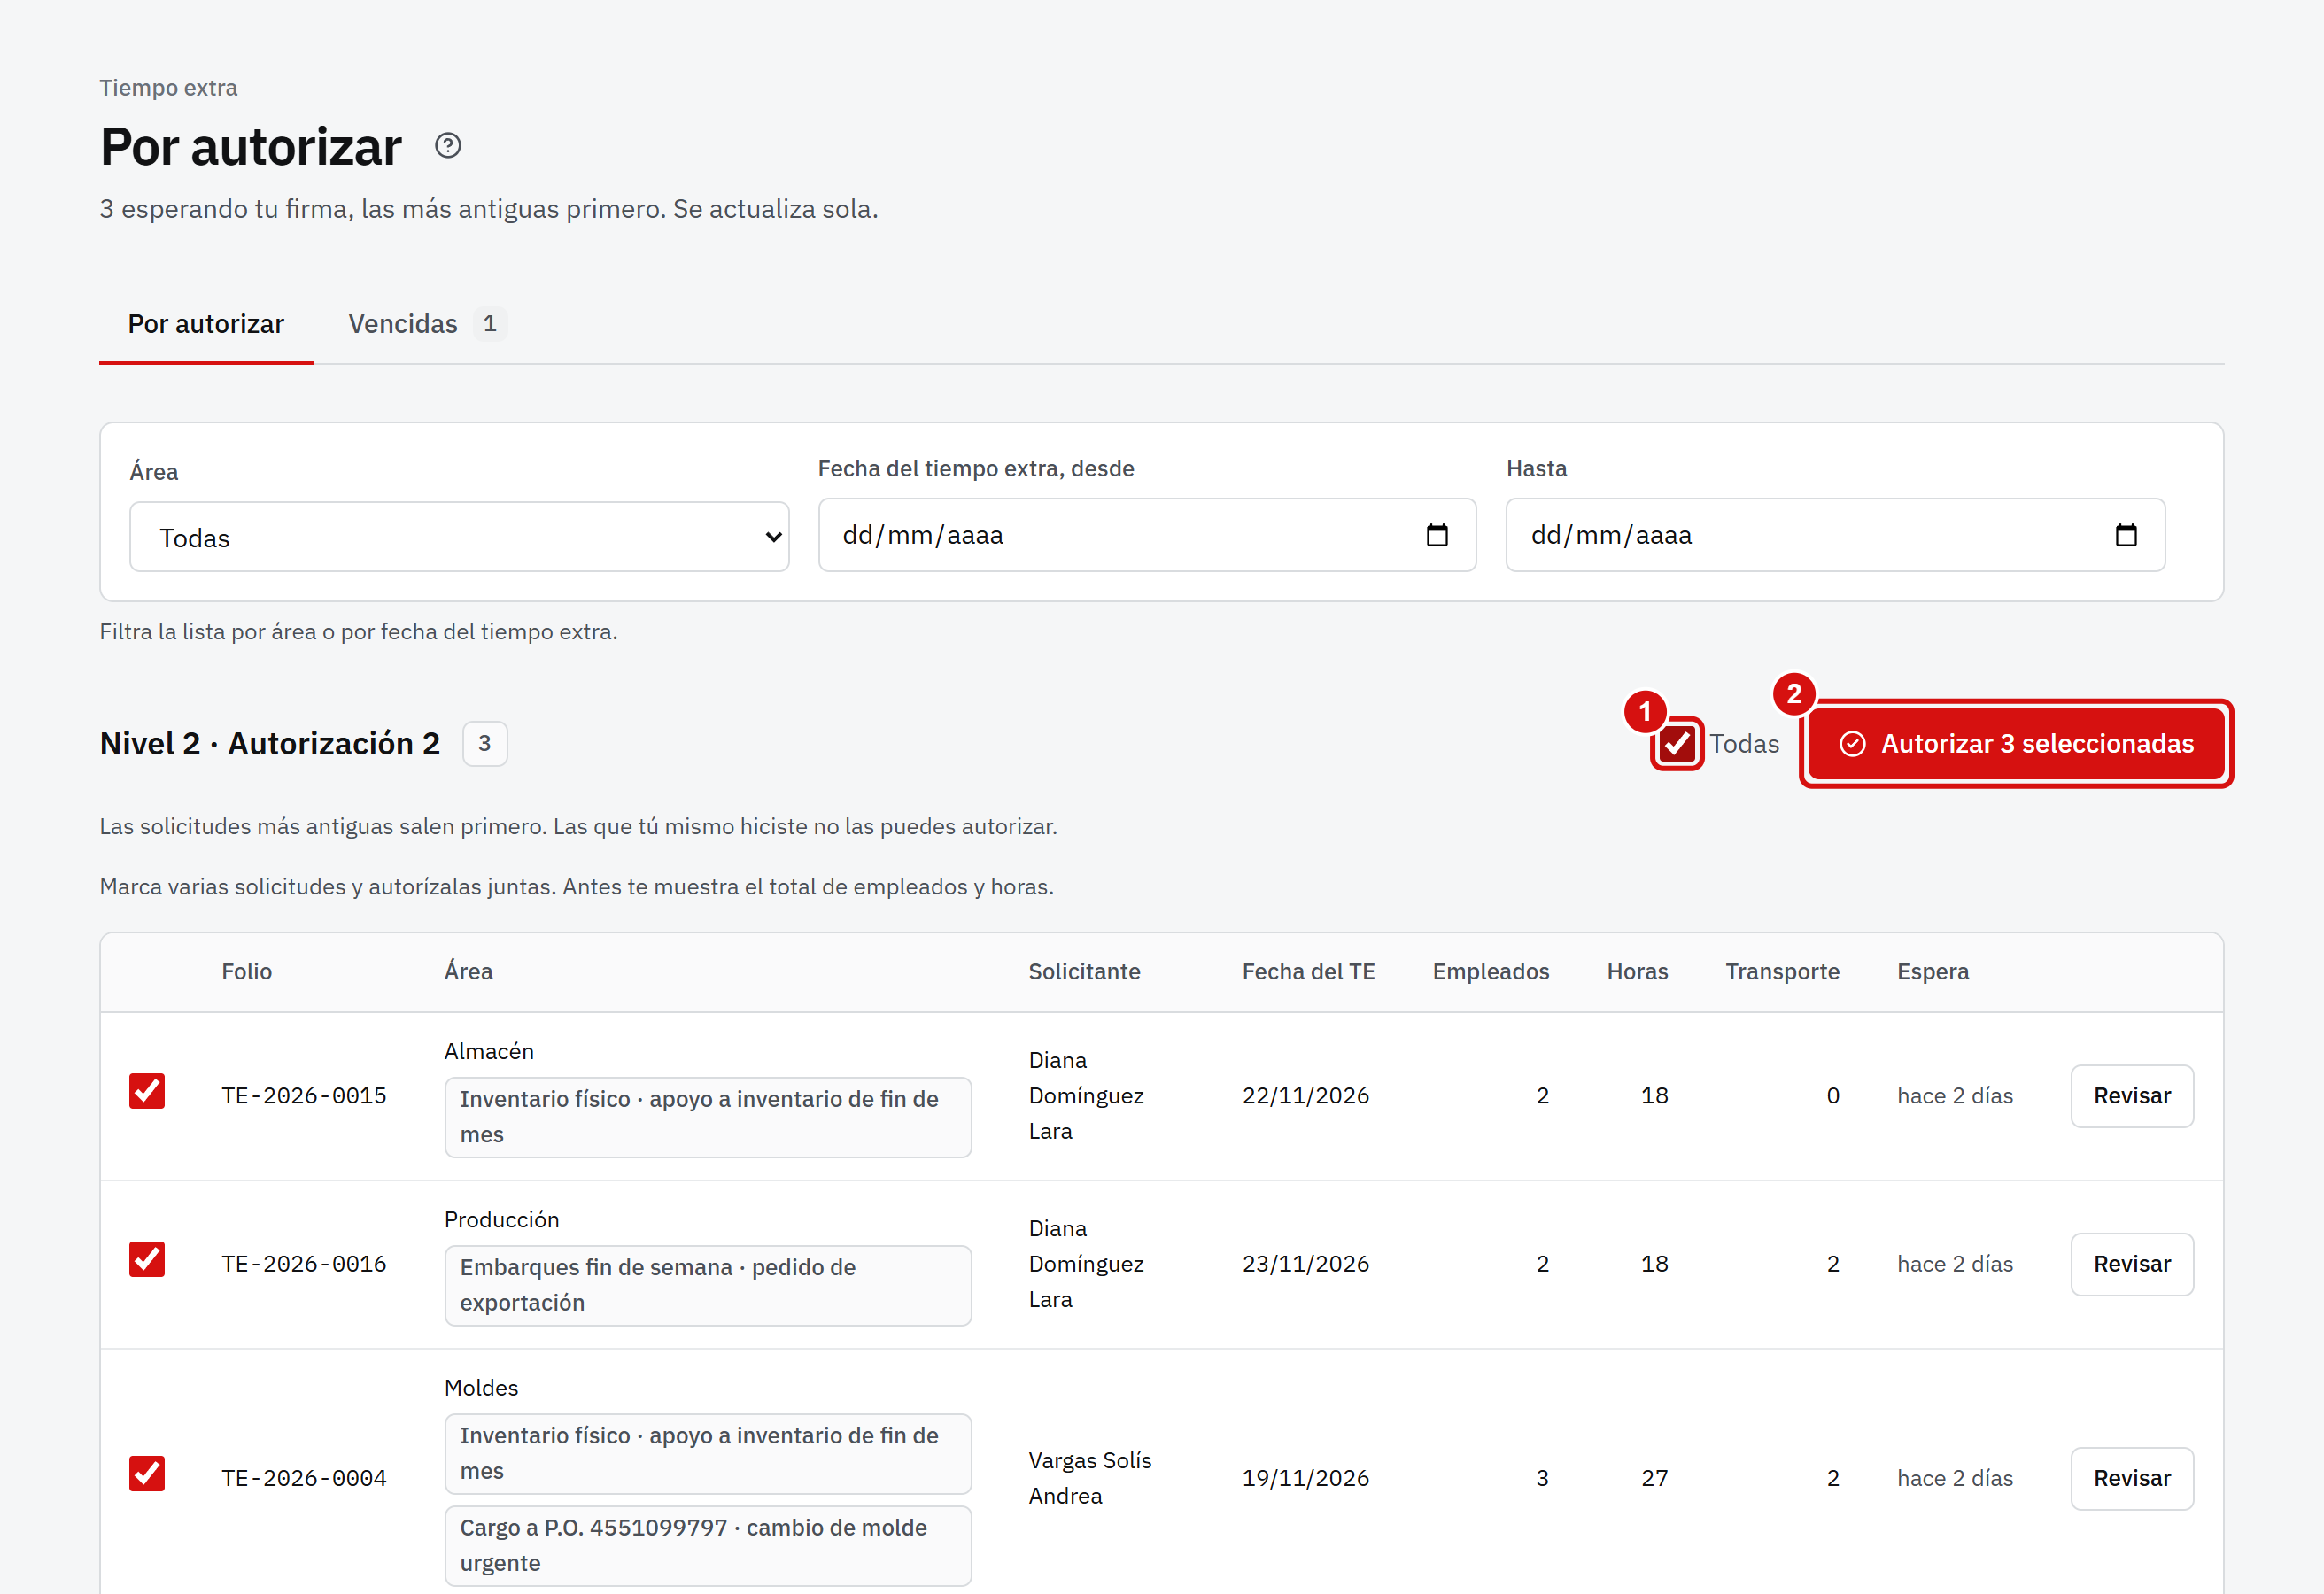 Tiempo extra
Por autorizar
3 esperando tu firma, las más antiguas primero. Se actualiza sola.
Por autorizar
Vencidas 1
Área
Fecha del tiempo extra, desde
Hasta
Todas
dd/mm/aaaa
dd/mm/aaaa
Filtra la lista por área o por fecha del tiempo extra.
Nivel 2 · Autorización 2 3
1
Todas
2
Autorizar 3 seleccionadas
Las solicitudes más antiguas salen primero. Las que tú mismo hiciste no las puedes autorizar.
Marca varias solicitudes y autorízalas juntas. Antes te muestra el total de empleados y horas.
Folio Área Solicitante Fecha del TE Empleados Horas Transporte Espera
TE-2026-0015
Almacén
Inventario físico · apoyo a inventario de fin de
mes
Diana
Domínguez
Lara
22/11/2026 2 18 0 hace 2 días Revisar
TE-2026-0016
Producción
Embarques fin de semana · pedido de
exportación
Diana
Domínguez
Lara
23/11/2026 2 18 2 hace 2 días Revisar
TE-2026-0004
Moldes
Inventario físico · apoyo a inventario de fin de
mes
Cargo a P.O. 4551099797 · cambio de molde
urgente
Vargas Solís
Andrea
19/11/2026 3 27 2 hace 2 días Revisar